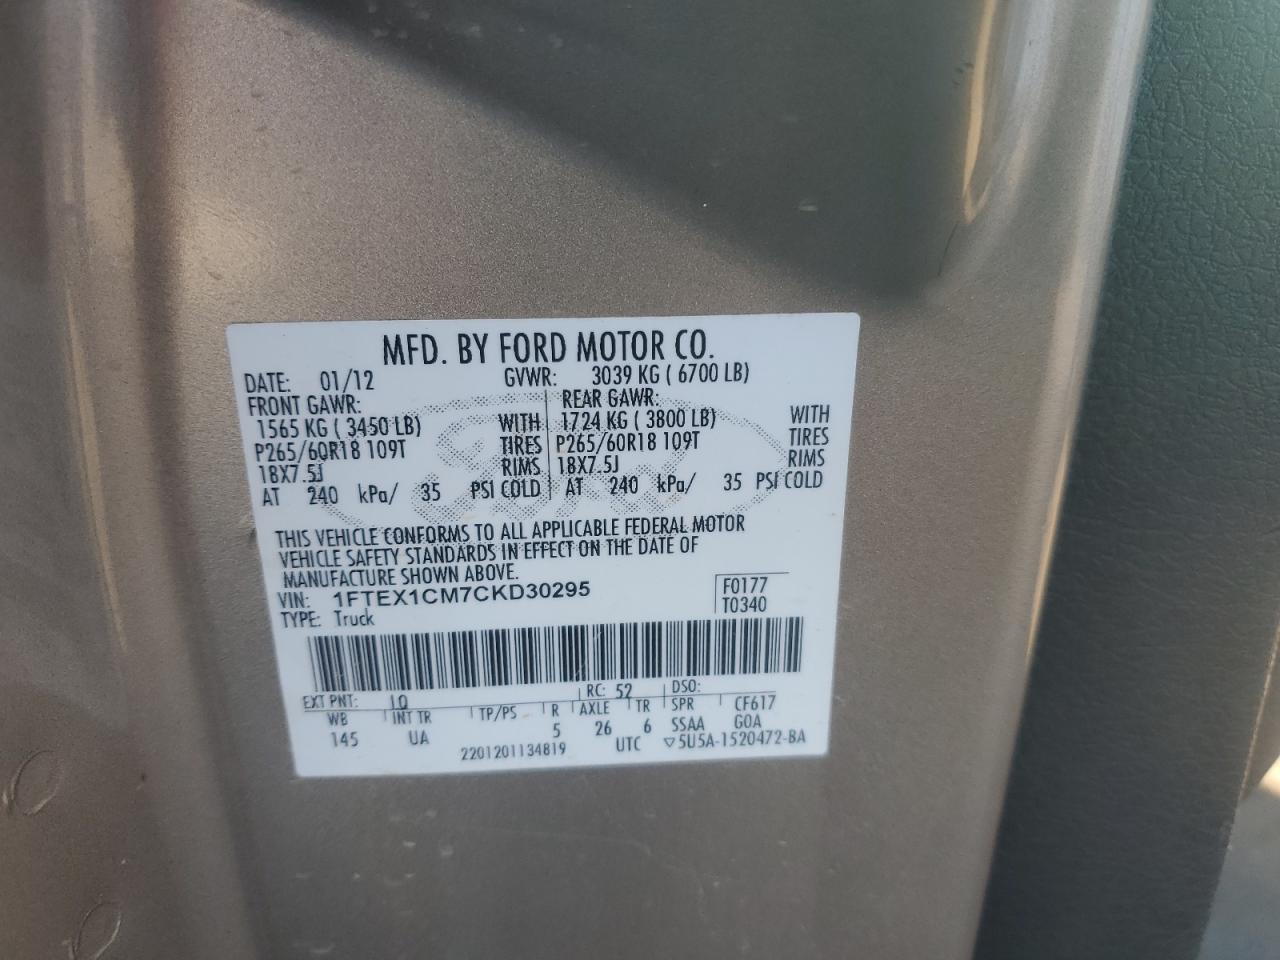 MFD. BY FORD MOTOR CO.
DATE: 01/12 GVWR: 3039 KG ( 6700 LB)
FRONT GAWR: REAR GAWR:
1565 KG ( 3450 LB) WITH 1724 KG ( 3800 LB) WITH
P265/60R18 109T TIRES P265/60R18 109T TIRES
18X7.5J RIMS 18X7.5J RIMS
AT 240 kPa/ 35 PSI COLD AT 240 kPa/ 35 PSI COLD
THIS VEHICLE CONFORMS TO ALL APPLICABLE FEDERAL MOTOR
VEHICLE SAFETY STANDARDS IN EFFECT ON THE DATE OF
MANUFACTURE SHOWN ABOVE.
VIN: 1FTEX1CM7CKD30295 F0177
TYPE: Truck T0340
EXT PNT: RC: 52 DSO:
WB INT TR TP/PS R AXLE TR SPR CF617
145 UA 5 26 6 SSAA G0A
2201201134819 UTC ▽5U5A-1520472-BA